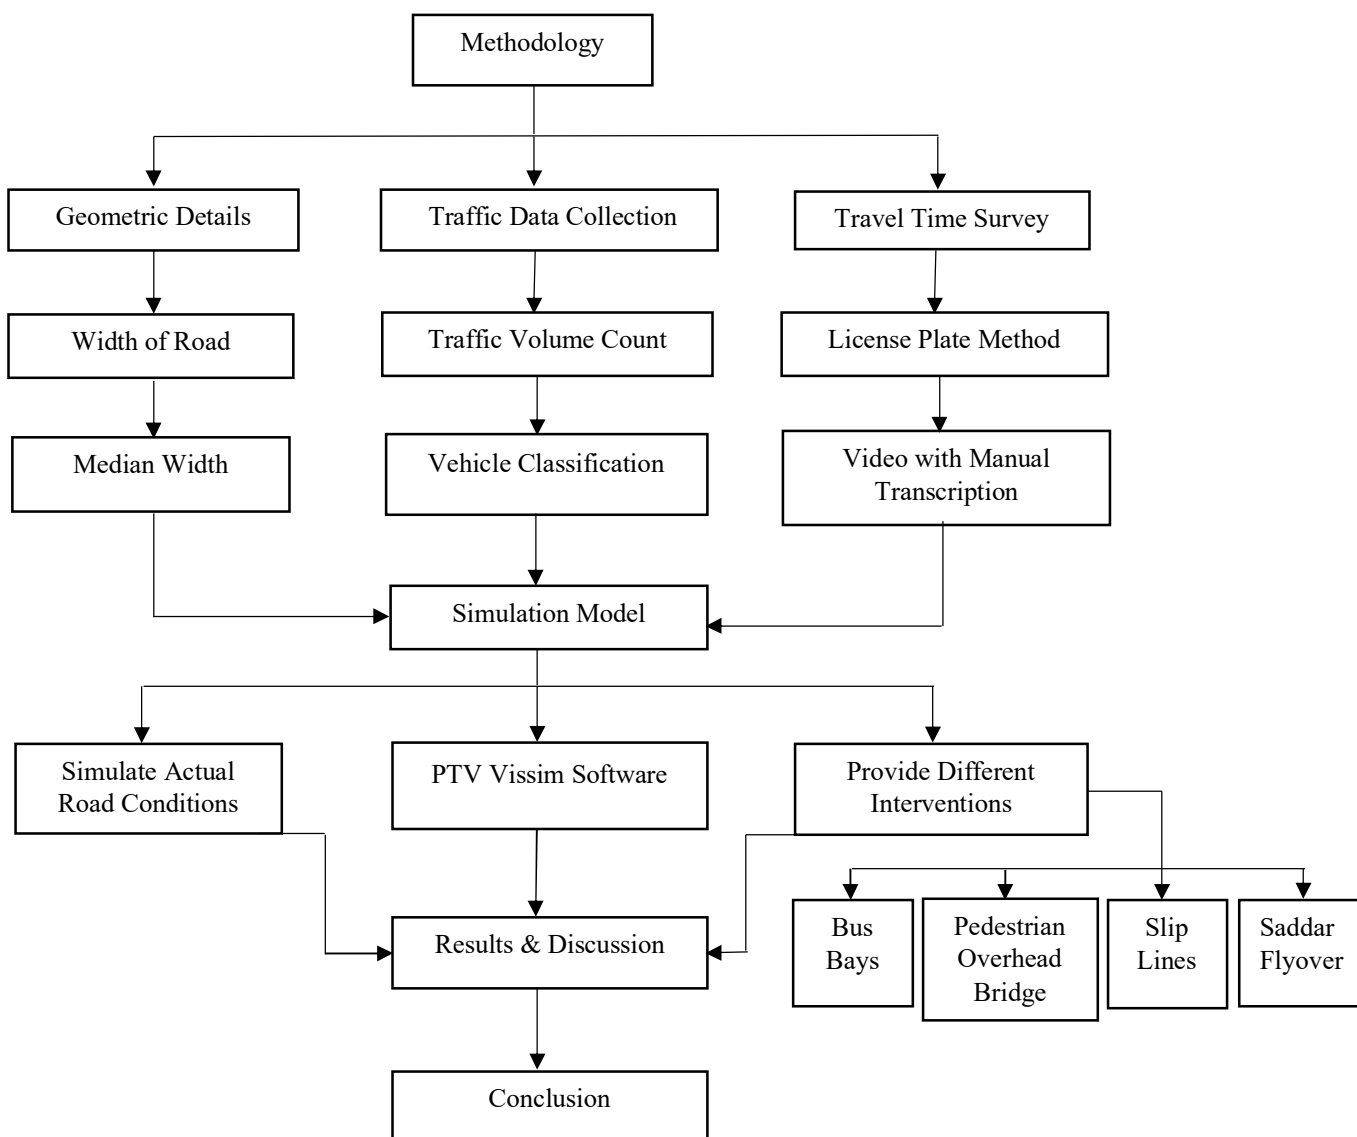 Methodology
Geometric Details
Traffic Data Collection
Travel Time Survey
Width of Road
Traffic Volume Count
License Plate Method
Median Width
Vehicle Classification
Video with Manual
Transcription
Simulation Model
Simulate Actual
Road Conditions
PTV Vissim Software
Provide Different
Interventions
Results & Discussion
Bus
Bays
Pedestrian
Overhead
Bridge
Slip
Lines
Saddar
Flyover
Conclusion